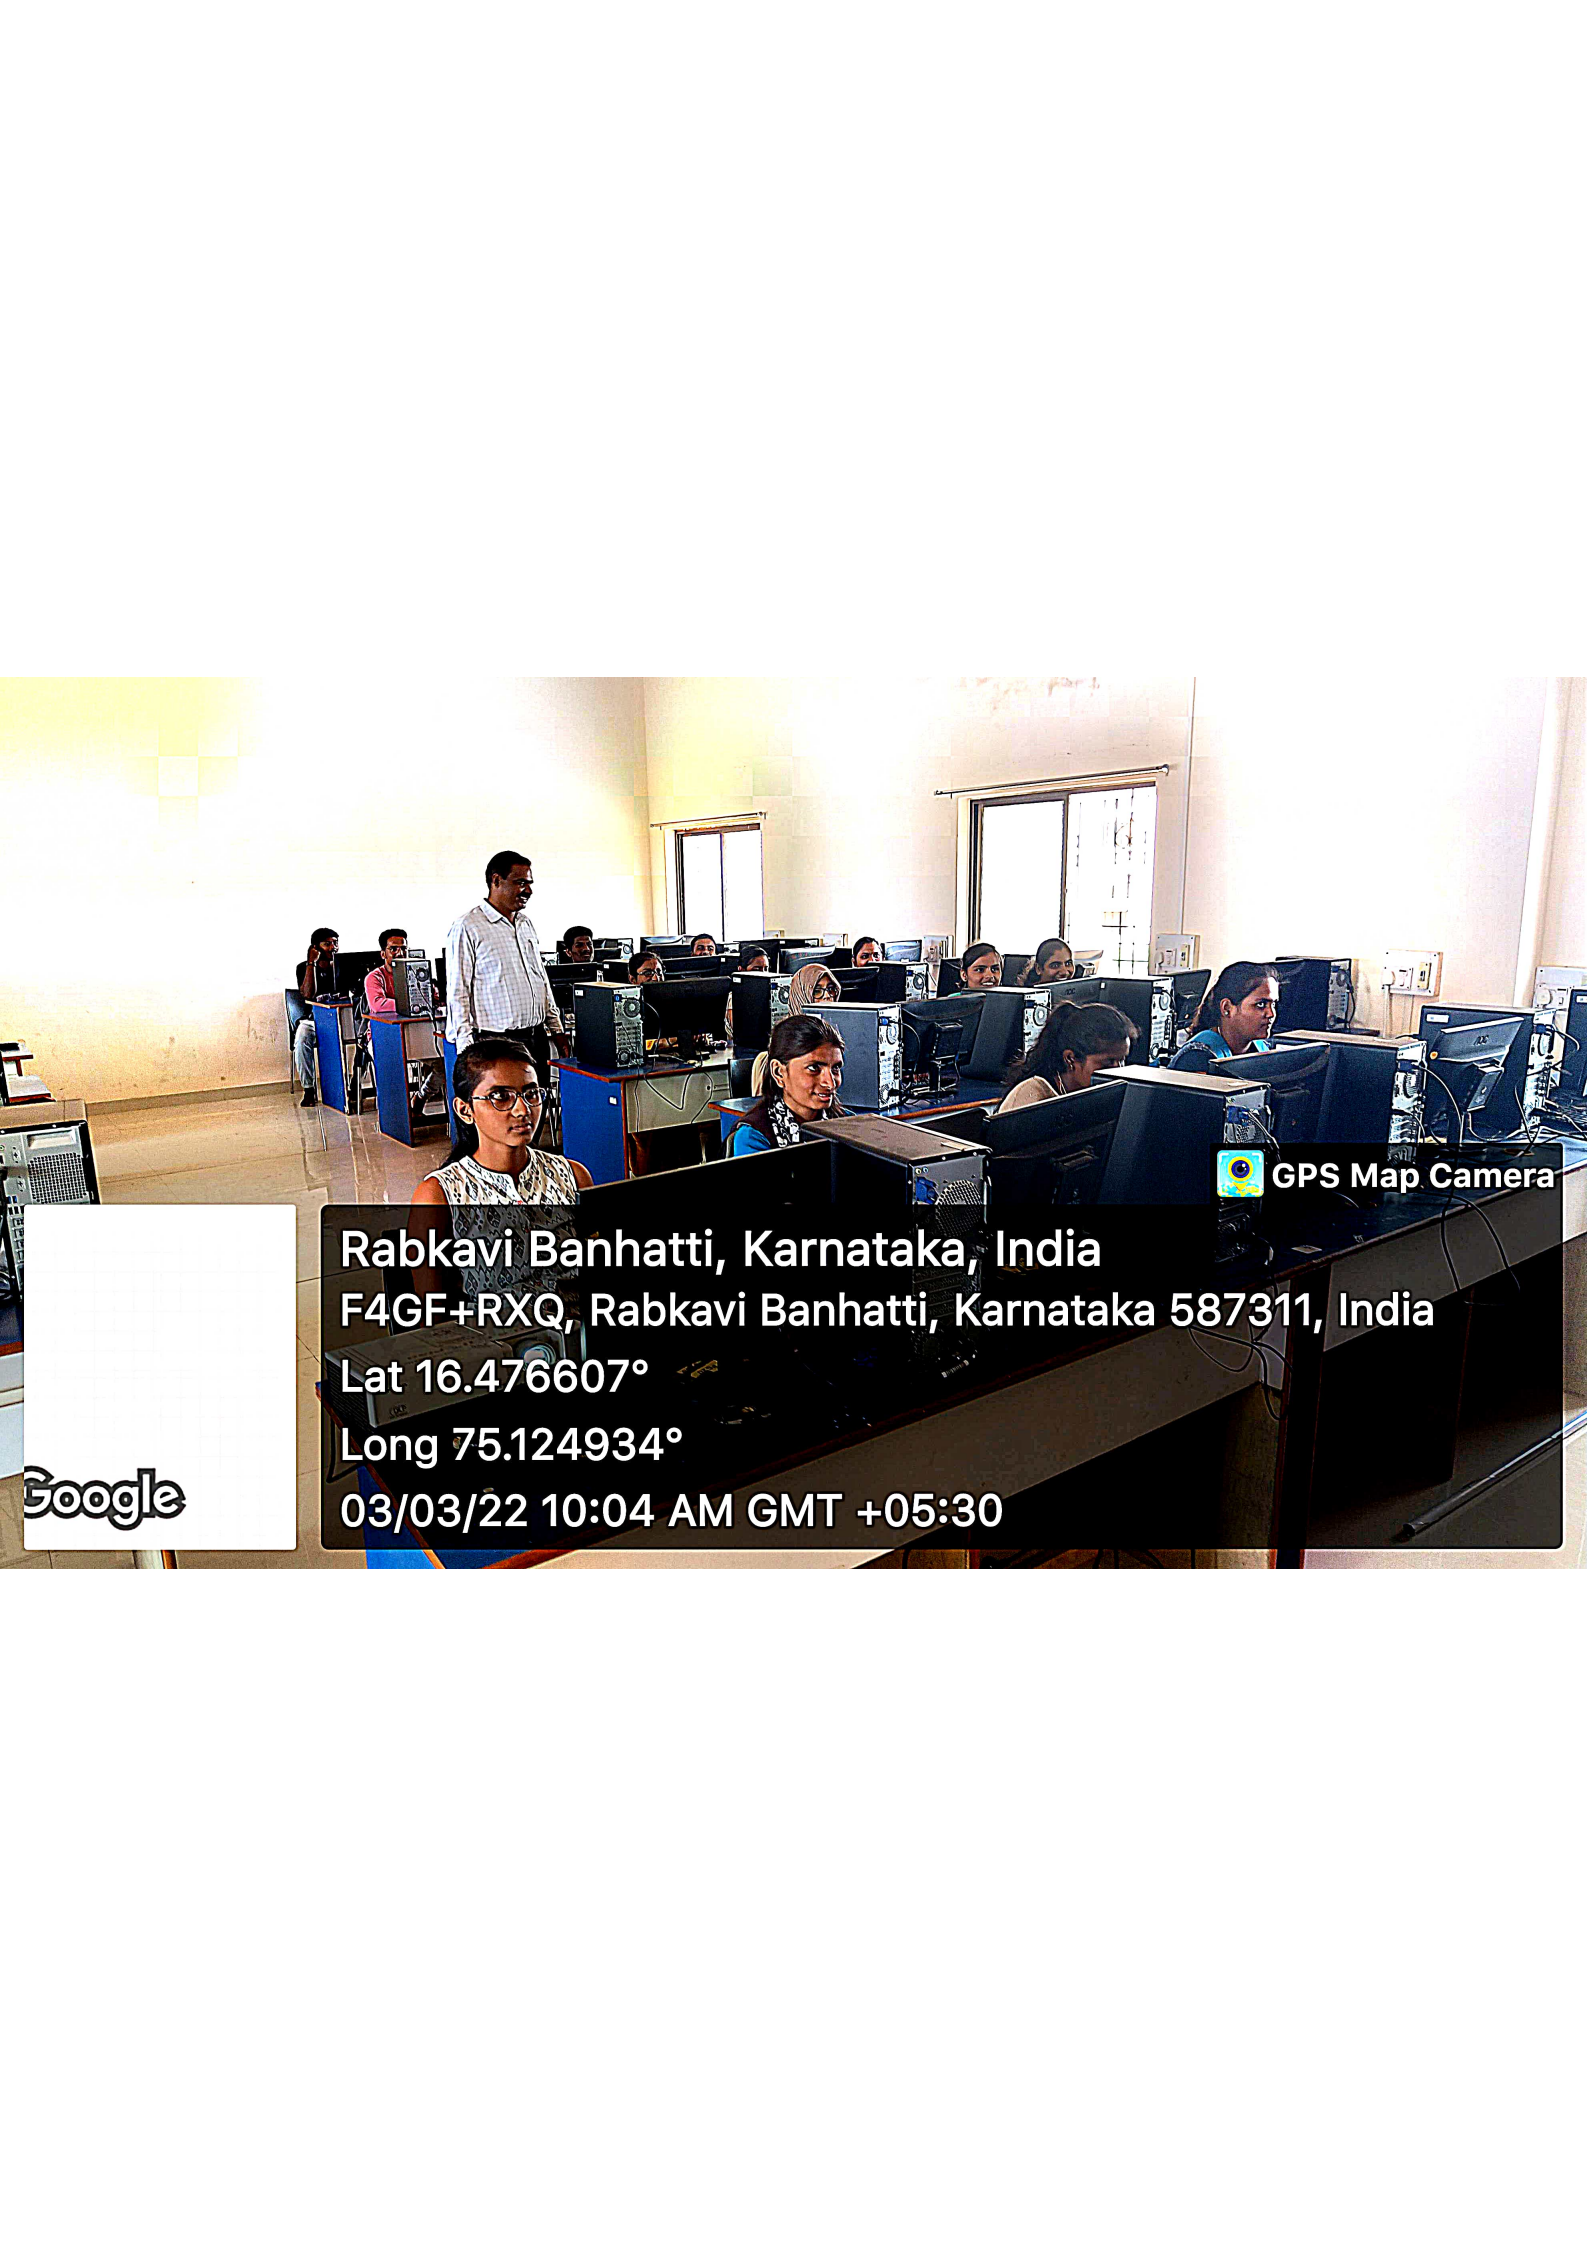 GPS Map Camera
Rabkavi Banhatti, Karnataka, India
F4GF+RXQ, Rabkavi Banhatti, Karnataka 587311, India
Lat 16.476607°
Long 75.124934°
03/03/22 10:04 AM GMT +05:30
Google